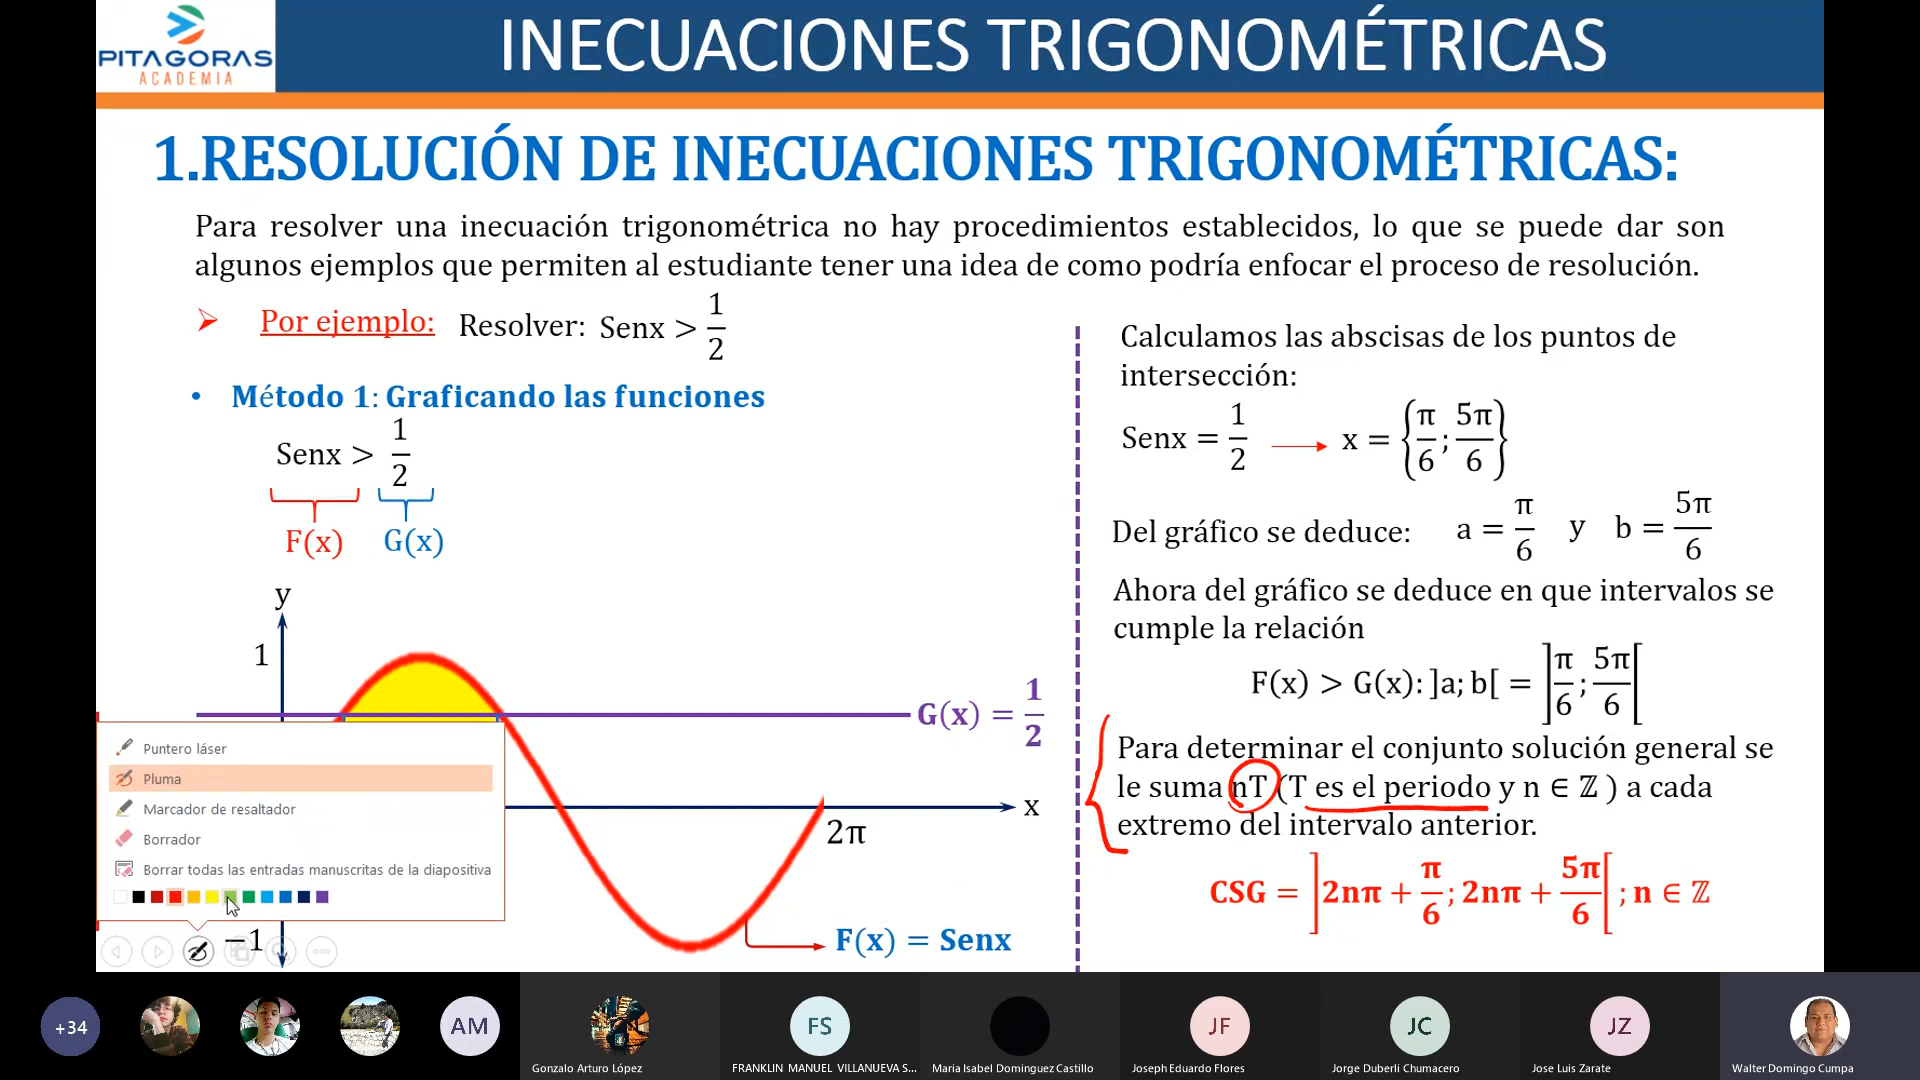 PITAGORAS
ACADEMIA
INECUACIONES TRIGONOMÉTRICAS
1.RESOLUCIÓN DE INECUACIONES TRIGONOMÉTRICAS:
Para resolver una inecuación trigonométrica no hay procedimientos establecidos, lo que se puede dar son
algunos ejemplos que permiten al estudiante tener una idea de como podría enfocar el proceso de resolución.
➢ Por ejemplo: Resolver: Senx > 1/2
• Método 1: Graficando las funciones
Senx > 1/2
F(x) G(x)
y
1
G(x) = 1/2
x
2π
−1
F(x) = Senx
Puntero láser
Pluma
Marcador de resaltador
Borrador
Borrar todas las entradas manuscritas de la diapositiva
Calculamos las abscisas de los puntos de
intersección:
Senx = 1/2 → x = {π/6; 5π/6}
Del gráfico se deduce: a = π/6 y b = 5π/6
Ahora del gráfico se deduce en que intervalos se
cumple la relación
F(x) > G(x): ]a; b[ = ]π/6; 5π/6[
Para determinar el conjunto solución general se
le suma nT (T es el periodo y n ∈ ℤ ) a cada
extremo del intervalo anterior.
CSG = ]2nπ + π/6; 2nπ + 5π/6[ ; n ∈ ℤ
+34
AM
FS
JF
JC
JZ
Gonzalo Arturo López
FRANKLIN MANUEL VILLANUEVA S...
Maria Isabel Dominguez Castillo
Joseph Eduardo Flores
Jorge Duberli Chumacero
Jose Luis Zarate
Walter Domingo Cumpa